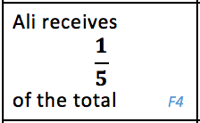 Ali receives
1
5
of the total F4